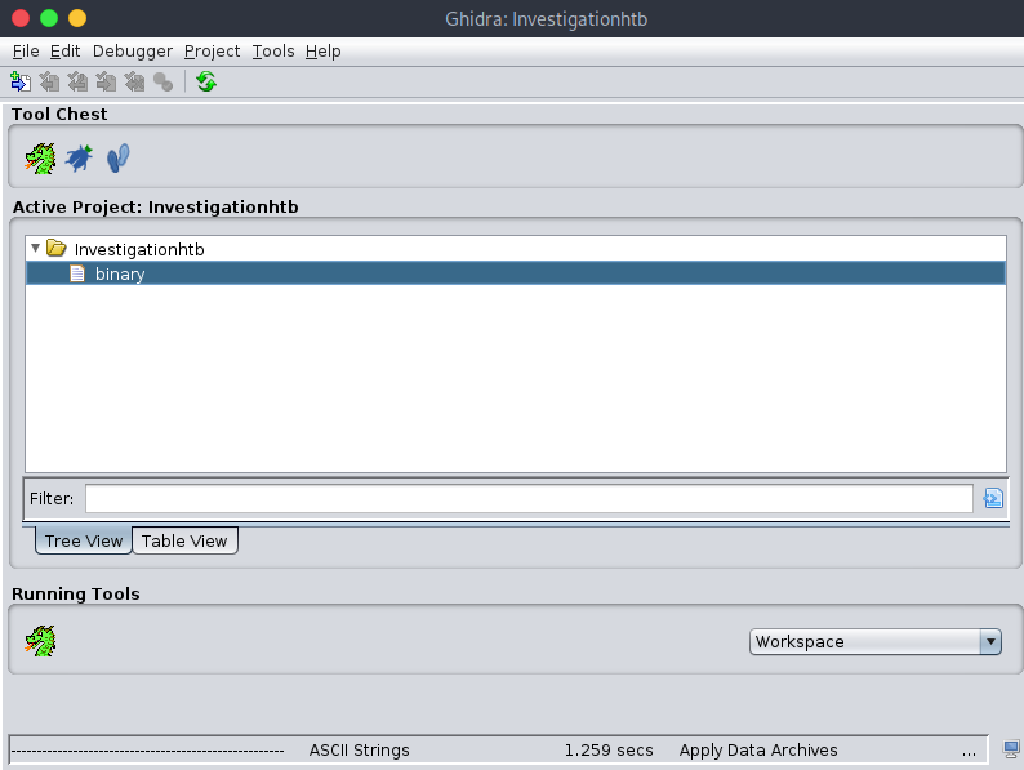 Ghidra: Investigationhtb
File Edit Debugger Project Tools Help
Tool Chest
Active Project: Investigationhtb
Investigationhtb
binary
Filter:
Tree View Table View
Running Tools
Workspace
------------------------------------------------------- ASCII Strings 1.259 secs Apply Data Archives ...